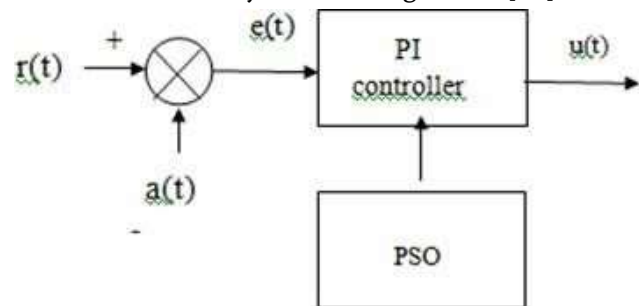 e(t)
+
PI
controller
u(t)
r(t)
a(t)
PSO